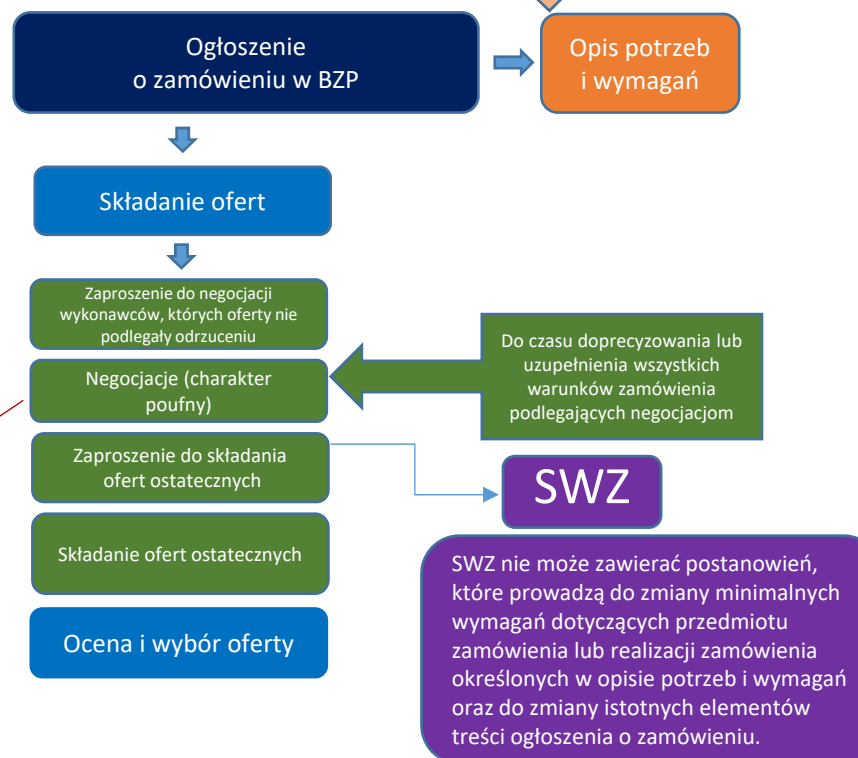 Ogłoszenie
o zamówieniu w BZP
Opis potrzeb
i wymagań
Składanie ofert
Zaproszenie do negocjacji
wykonawców, których oferty nie
podlegały odrzuceniu
Negocjacje (charakter
poufny)
Do czasu doprecyzowania lub
uzupełnienia wszystkich
warunków zamówienia
podlegających negocjacjom
Zaproszenie do składania
ofert ostatecznych
SWZ
Składanie ofert ostatecznych
Ocena i wybór oferty
SWZ nie może zawierać postanowień,
które prowadzą do zmiany minimalnych
wymagań dotyczących przedmiotu
zamówienia lub realizacji zamówienia
określonych w opisie potrzeb i wymagań
oraz do zmiany istotnych elementów
treści ogłoszenia o zamówieniu.